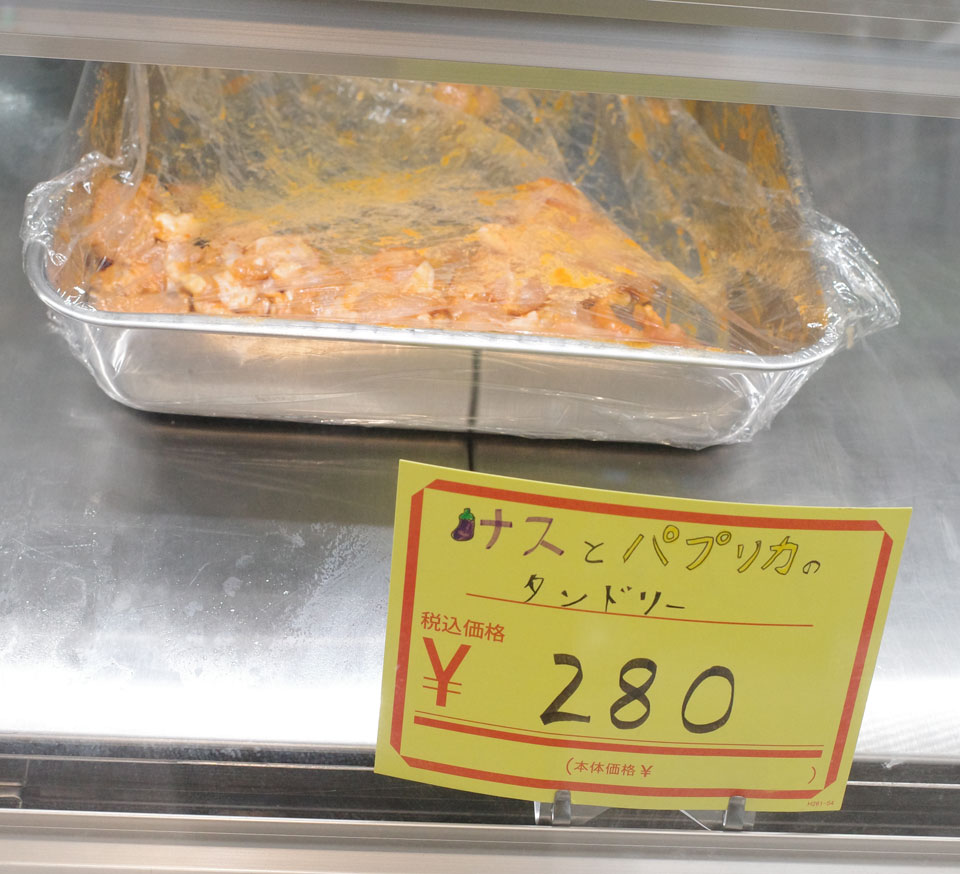 ナスとパプリカの
タンドリー
税込価格
¥ 280
(本体価格¥ )